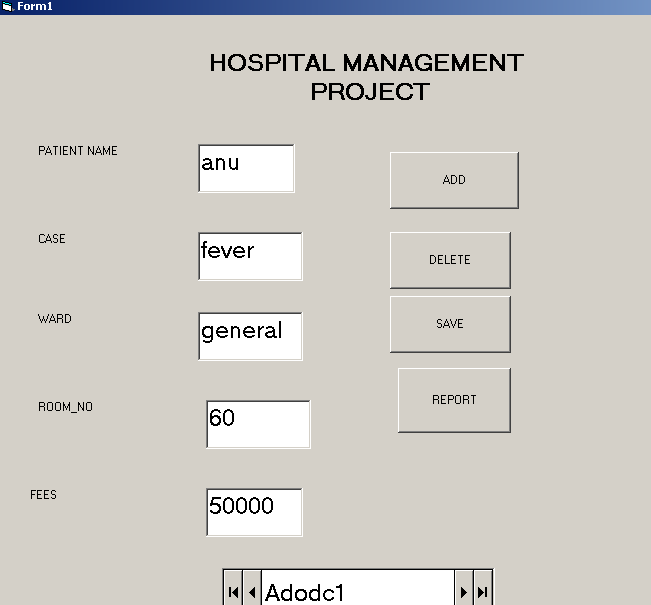 Form1
HOSPITAL MANAGEMENT
PROJECT
PATIENT NAME
anu
ADD
CASE
fever
DELETE
WARD
general
SAVE
REPORT
ROOM_NO
60
FEES
50000
Adodc1